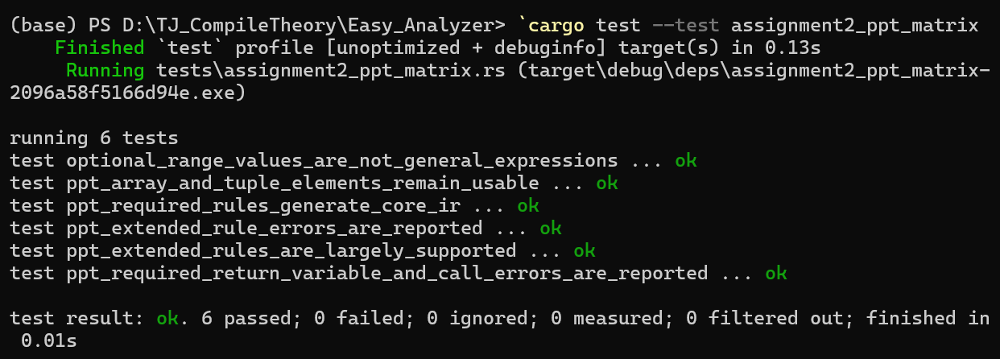 (base) PS D:\TJ_CompileTheory\Easy_Analyzer> `cargo test --test assignment2_ppt_matrix
    Finished `test` profile [unoptimized + debuginfo] target(s) in 0.13s
     Running tests\assignment2_ppt_matrix.rs (target\debug\deps\assignment2_ppt_matrix-
2096a58f5166d94e.exe)

running 6 tests
test optional_range_values_are_not_general_expressions ... ok
test ppt_array_and_tuple_elements_remain_usable ... ok
test ppt_required_rules_generate_core_ir ... ok
test ppt_extended_rule_errors_are_reported ... ok
test ppt_extended_rules_are_largely_supported ... ok
test ppt_required_return_variable_and_call_errors_are_reported ... ok

test result: ok. 6 passed; 0 failed; 0 ignored; 0 measured; 0 filtered out; finished in
 0.01s